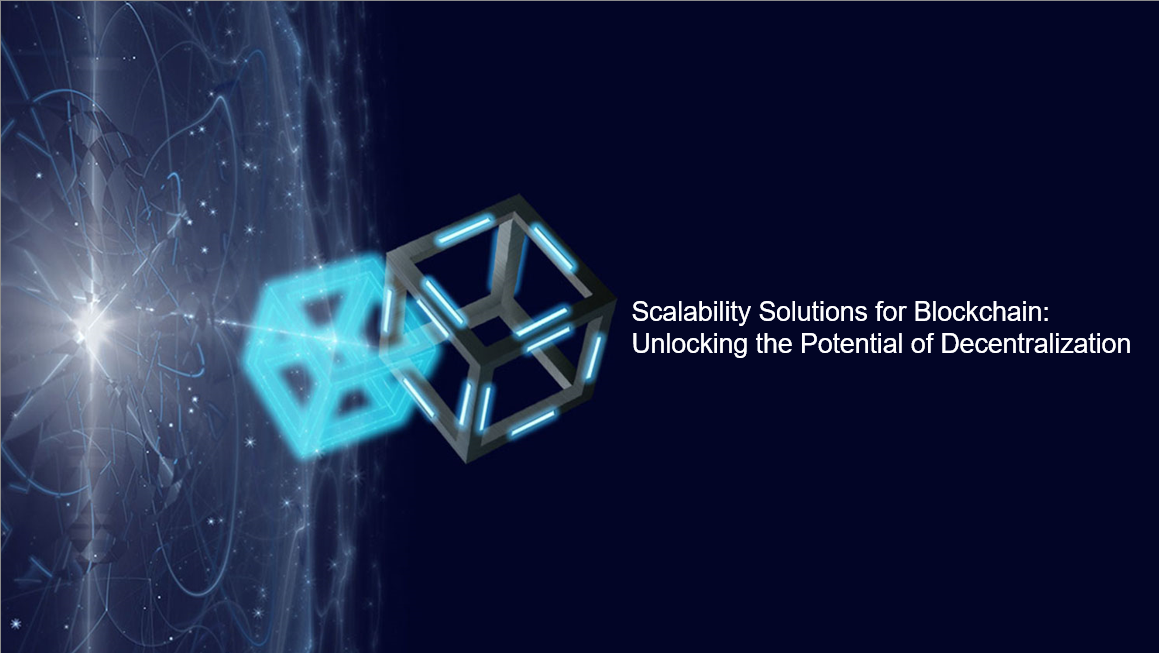 Scalability Solutions for Blockchain:
Unlocking the Potential of Decentralization